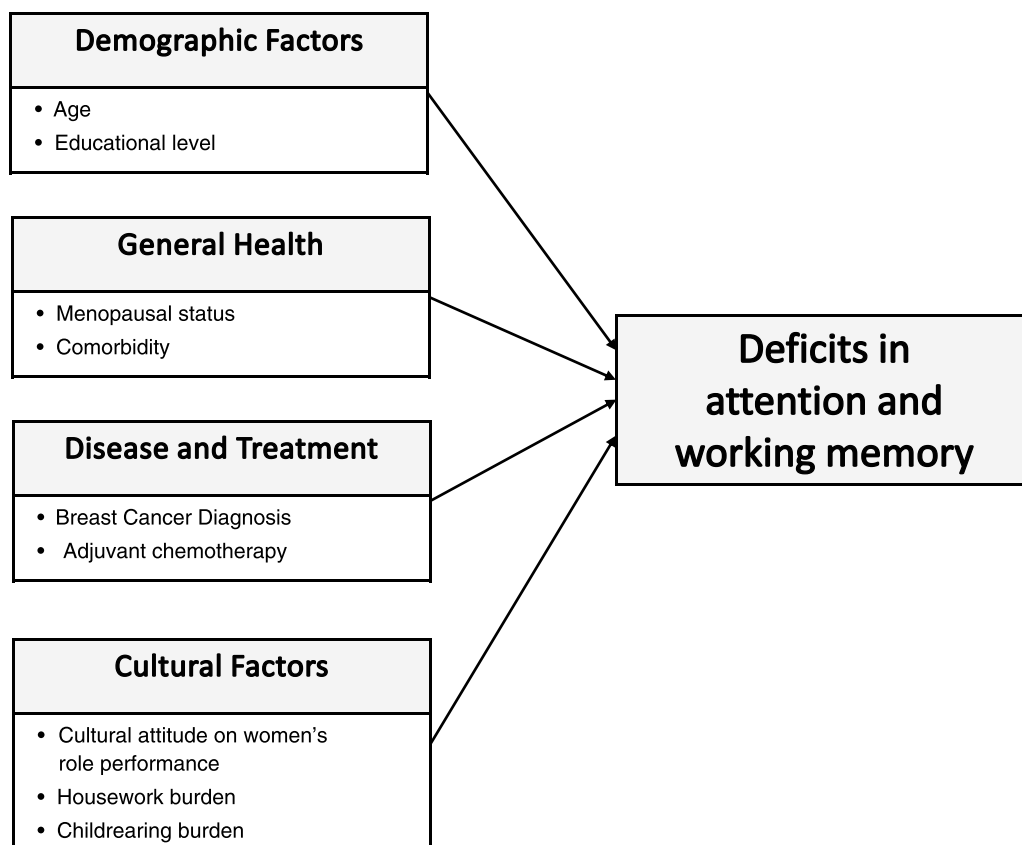 Demographic Factors
• Age
• Educational level
General Health
• Menopausal status
• Comorbidity
Disease and Treatment
• Breast Cancer Diagnosis
• Adjuvant chemotherapy
Cultural Factors
• Cultural attitude on women’s
role performance
• Housework burden
• Childrearing burden
Deficits in
attention and
working memory